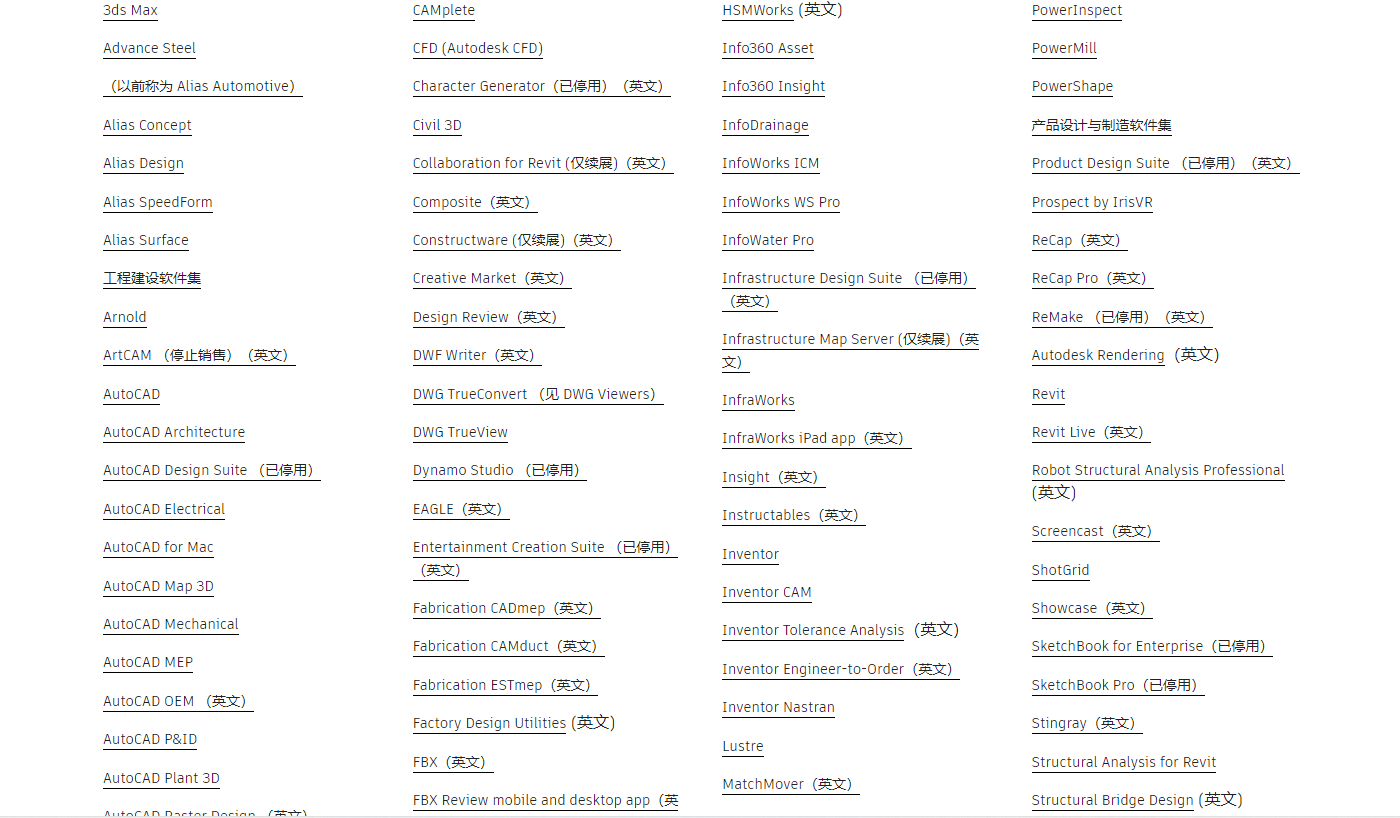 3ds Max
Advance Steel
（以前称为 Alias Automotive）
Alias Concept
Alias Design
Alias SpeedForm
Alias Surface
工程建设软件集
Arnold
ArtCAM （停止销售）（英文）
AutoCAD
AutoCAD Architecture
AutoCAD Design Suite （已停用）
AutoCAD Electrical
AutoCAD for Mac
AutoCAD Map 3D
AutoCAD Mechanical
AutoCAD MEP
AutoCAD OEM （英文）
AutoCAD P&ID
AutoCAD Plant 3D
AutoCAD Raster Design （英文）
CAMplete
CFD (Autodesk CFD)
Character Generator（已停用）（英文）
Civil 3D
Collaboration for Revit (仅续展)（英文）
Composite（英文）
Constructware (仅续展)（英文）
Creative Market（英文）
Design Review（英文）
DWF Writer（英文）
DWG TrueConvert （见 DWG Viewers）
DWG TrueView
Dynamo Studio （已停用）
EAGLE（英文）
Entertainment Creation Suite （已停用）
（英文）
Fabrication CADmep（英文）
Fabrication CAMduct（英文）
Fabrication ESTmep（英文）
Factory Design Utilities (英文)
FBX（英文）
FBX Review mobile and desktop app（英
HSMWorks (英文)
Info360 Asset
Info360 Insight
InfoDrainage
InfoWorks ICM
InfoWorks WS Pro
InfoWater Pro
Infrastructure Design Suite （已停用）
（英文）
Infrastructure Map Server (仅续展)（英
文）
InfraWorks
InfraWorks iPad app（英文）
Insight（英文）
Instructables（英文）
Inventor
Inventor CAM
Inventor Tolerance Analysis （英文)
Inventor Engineer-to-Order（英文）
Inventor Nastran
Lustre
MatchMover（英文）
PowerInspect
PowerMill
PowerShape
产品设计与制造软件集
Product Design Suite （已停用）（英文）
Prospect by IrisVR
ReCap（英文）
ReCap Pro（英文）
ReMake （已停用）（英文）
Autodesk Rendering （英文)
Revit
Revit Live（英文）
Robot Structural Analysis Professional
(英文)
Screencast（英文）
ShotGrid
Showcase（英文）
SketchBook for Enterprise（已停用）
SketchBook Pro（已停用）
Stingray（英文）
Structural Analysis for Revit
Structural Bridge Design (英文)